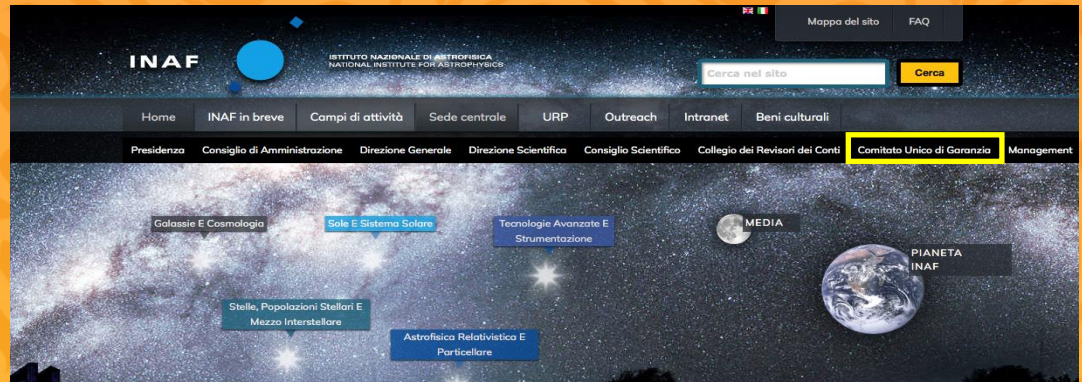 Mappa del sito FAQ
INAF
ISTITUTO NAZIONALE DI ASTROFISICA
NATIONAL INSTITUTE FOR ASTROPHYSICS
Cerca nel sito Cerca
Home INAF in breve Campi di attività Sede centrale URP Outreach Intranet Beni culturali
Presidenza Consiglio di Amministrazione Direzione Generale Direzione Scientifica Consiglio Scientifico Collegio dei Revisori dei Conti Comitato Unico di Garanzia Management
Galassie E Cosmologia
Sole E Sistema Solare
Tecnologie Avanzate E
Strumentazione
MEDIA
PIANETA
INAF
Stelle, Popolazioni Stellari E
Mezzo Interstellare
Astrofisica Relativistica E
Particellare